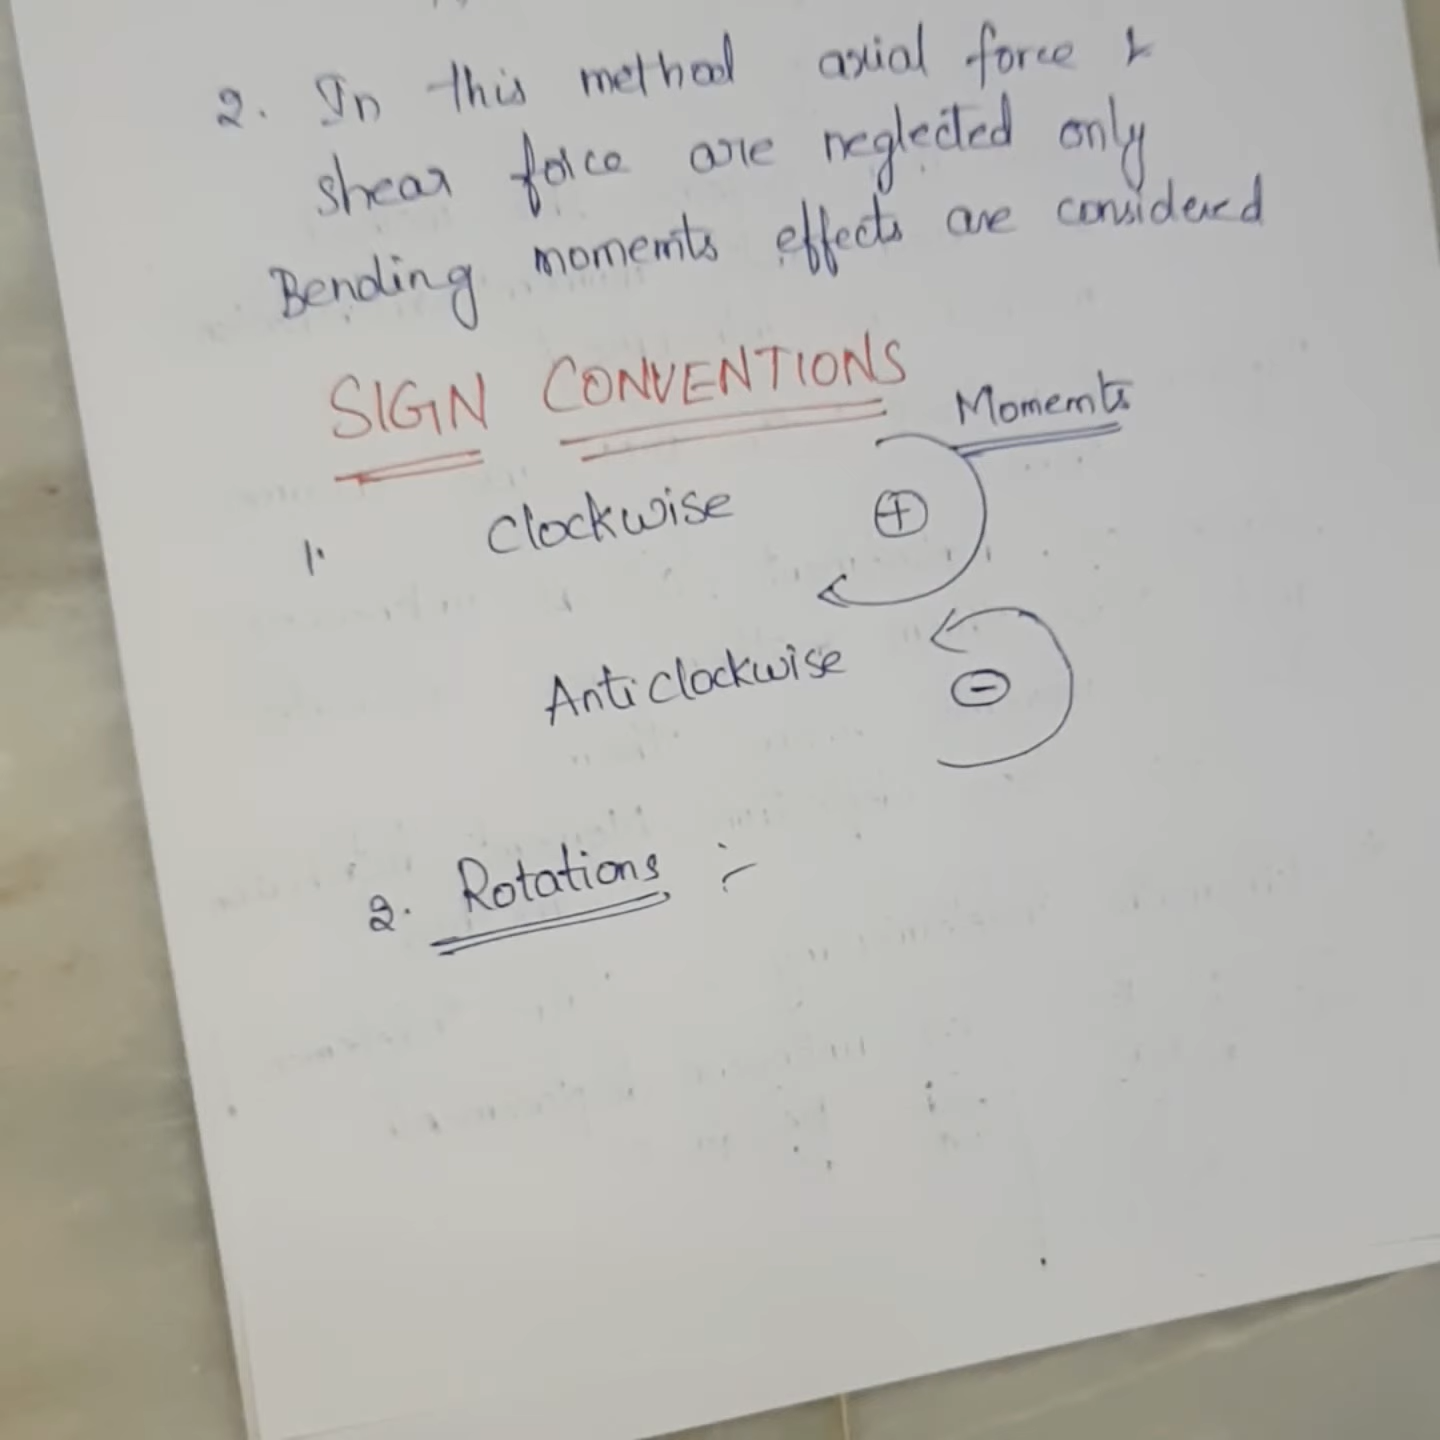 2. In this method axial force &
shear force are neglected only
Bending moments effects are considered
SIGN CONVENTIONS
Moments
1. Clockwise +
Anticlockwise -
2. Rotations :-